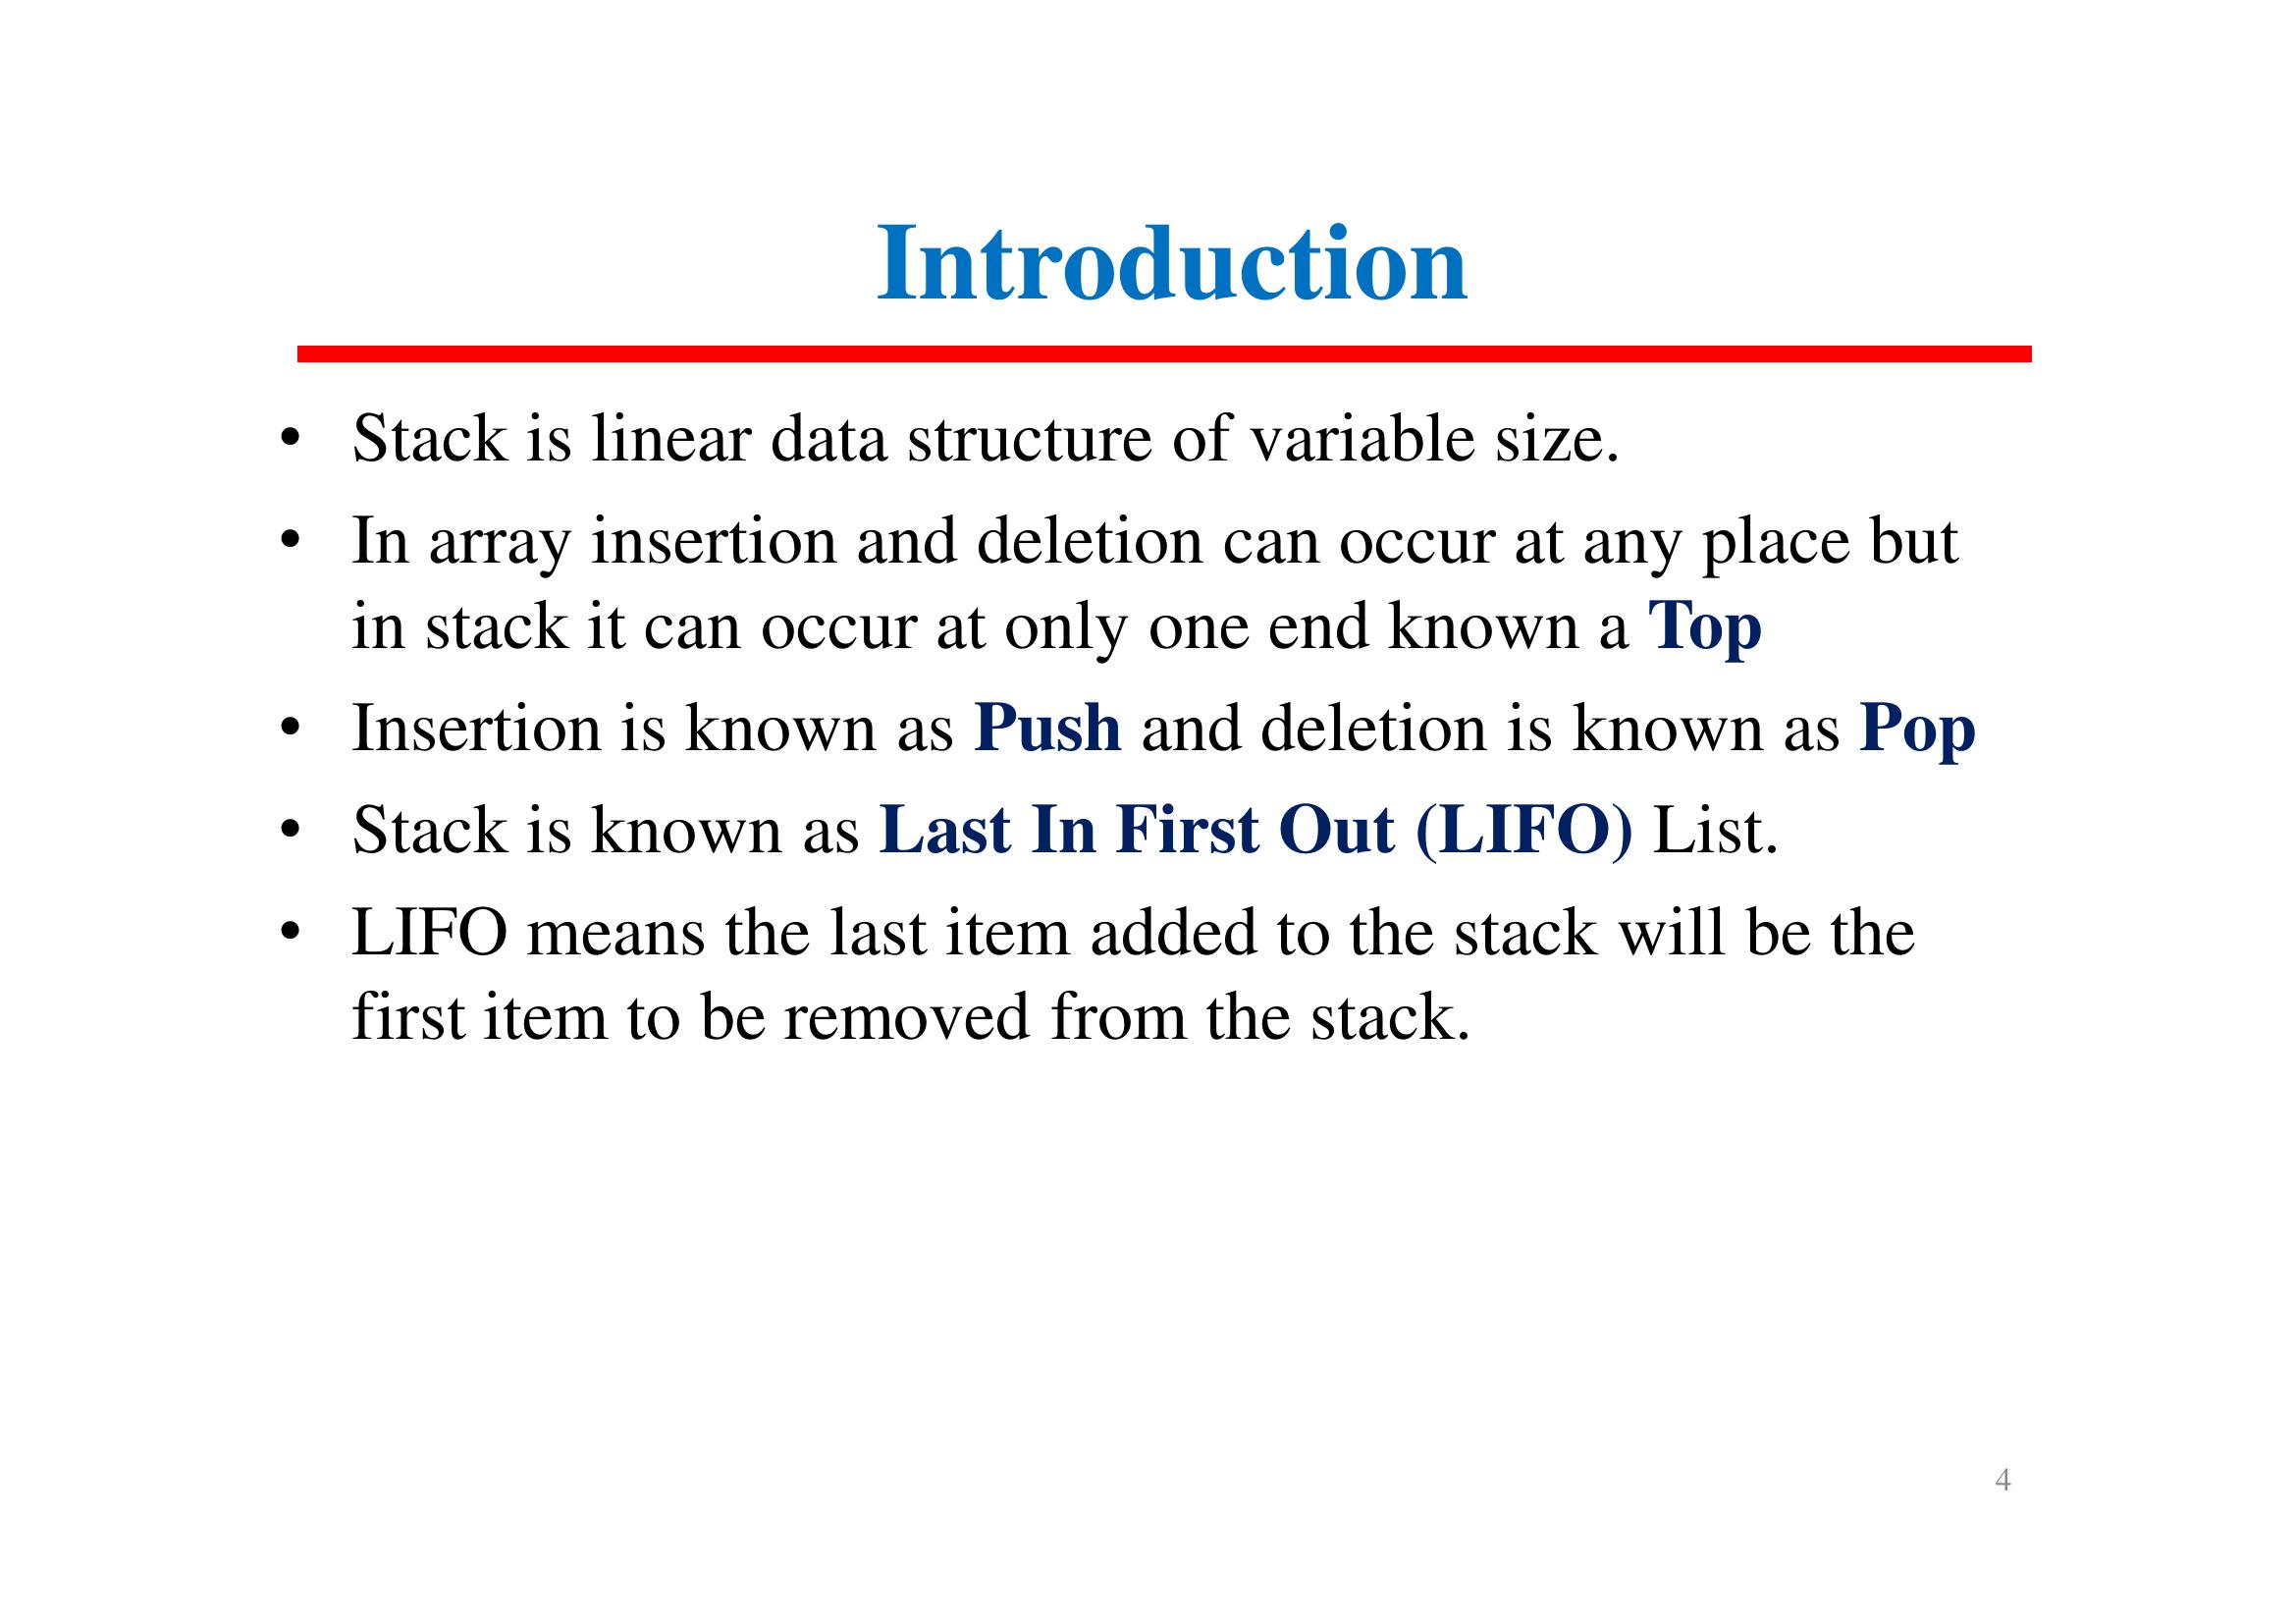 Introduction
• Stack is linear data structure of variable size.
• In array insertion and deletion can occur at any place but
in stack it can occur at only one end known a Top
• Insertion is known as Push and deletion is known as Pop
• Stack is known as Last In First Out (LIFO) List.
• LIFO means the last item added to the stack will be the
first item to be removed from the stack.
4